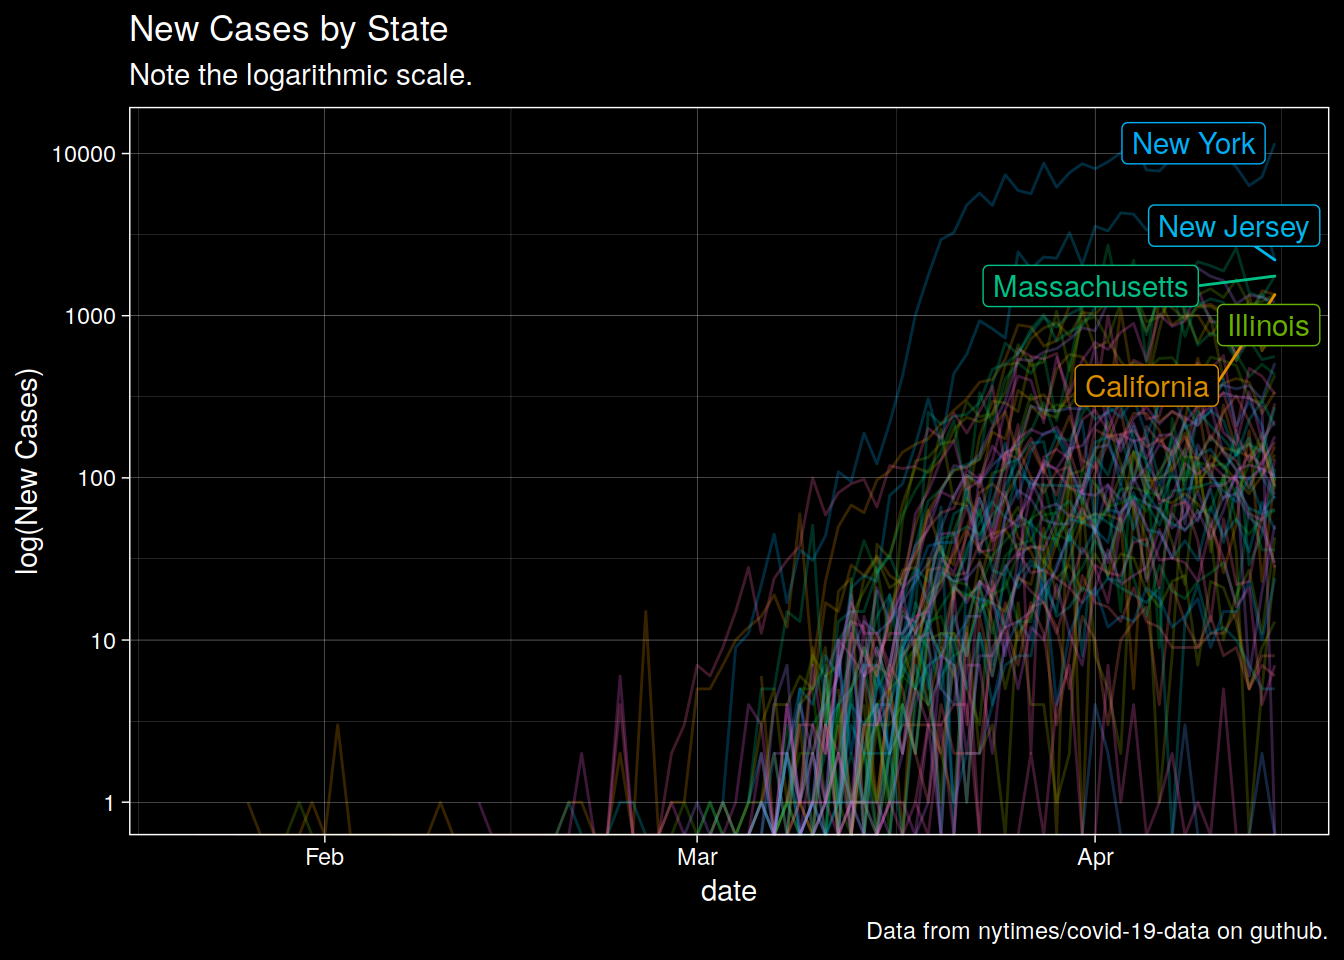 New Cases by State
Note the logarithmic scale.
log(New Cases)
10000
1000
100
10
1
New York
New Jersey
Massachusetts
Illinois
California
Feb
Mar
Apr
date
Data from nytimes/covid-19-data on guthub.